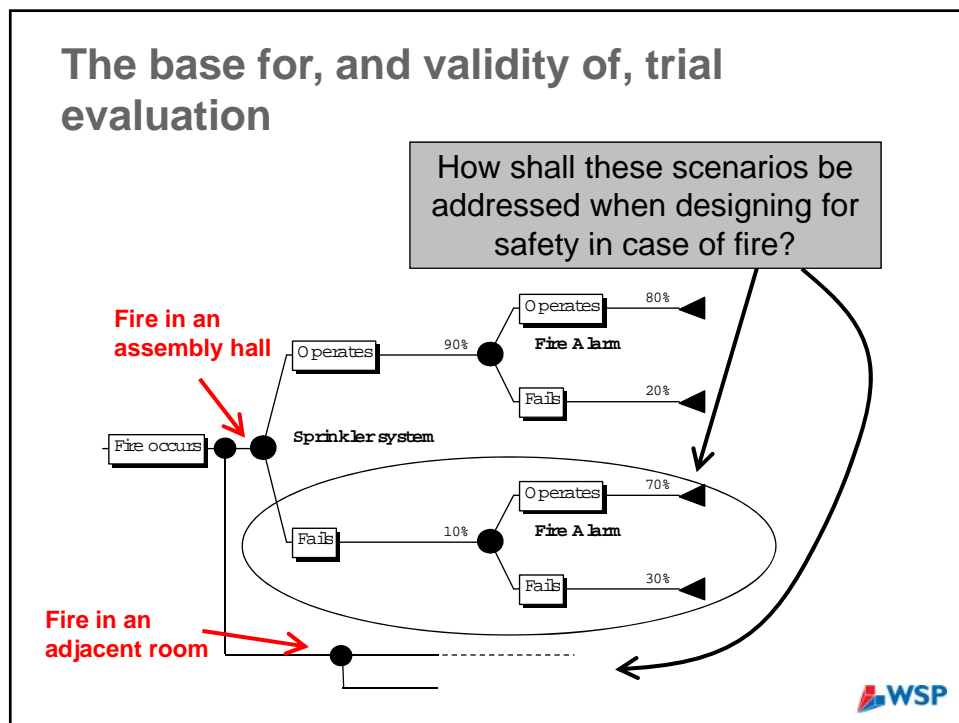 The base for, and validity of, trial
evaluation
How shall these scenarios be
addressed when designing for
safety in case of fire?
Fire in an
assembly hall
Operates
80%
Fire Alarm
Operates
90%
Fails
20%
Sprinkler system
Fire occurs
Operates
70%
Fire Alarm
Fails
10%
Fails
30%
Fire in an
adjacent room
WSP